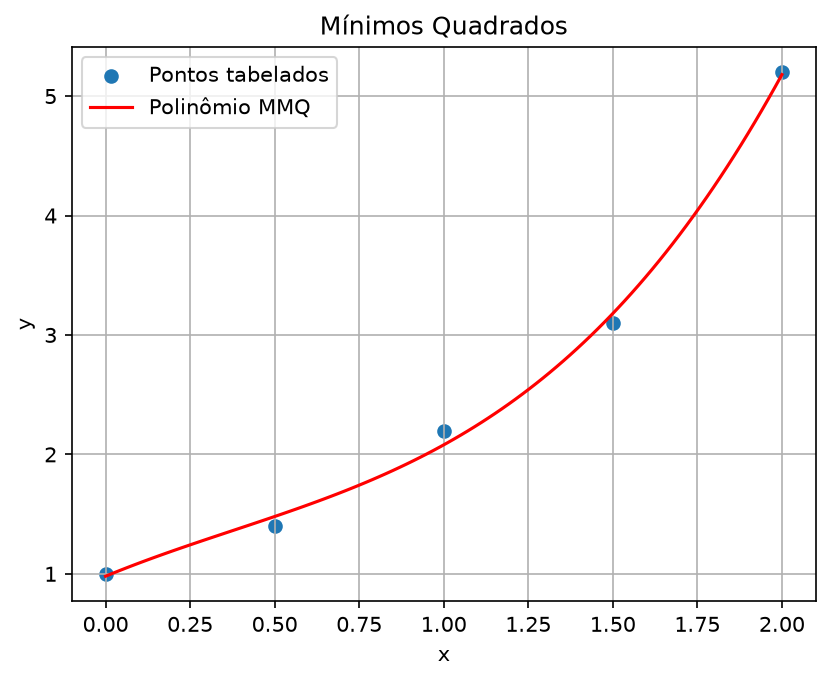 Mínimos Quadrados
Pontos tabelados
Polinômio MMQ
5
4
3
2
1
y
0.00 0.25 0.50 0.75 1.00 1.25 1.50 1.75 2.00
x